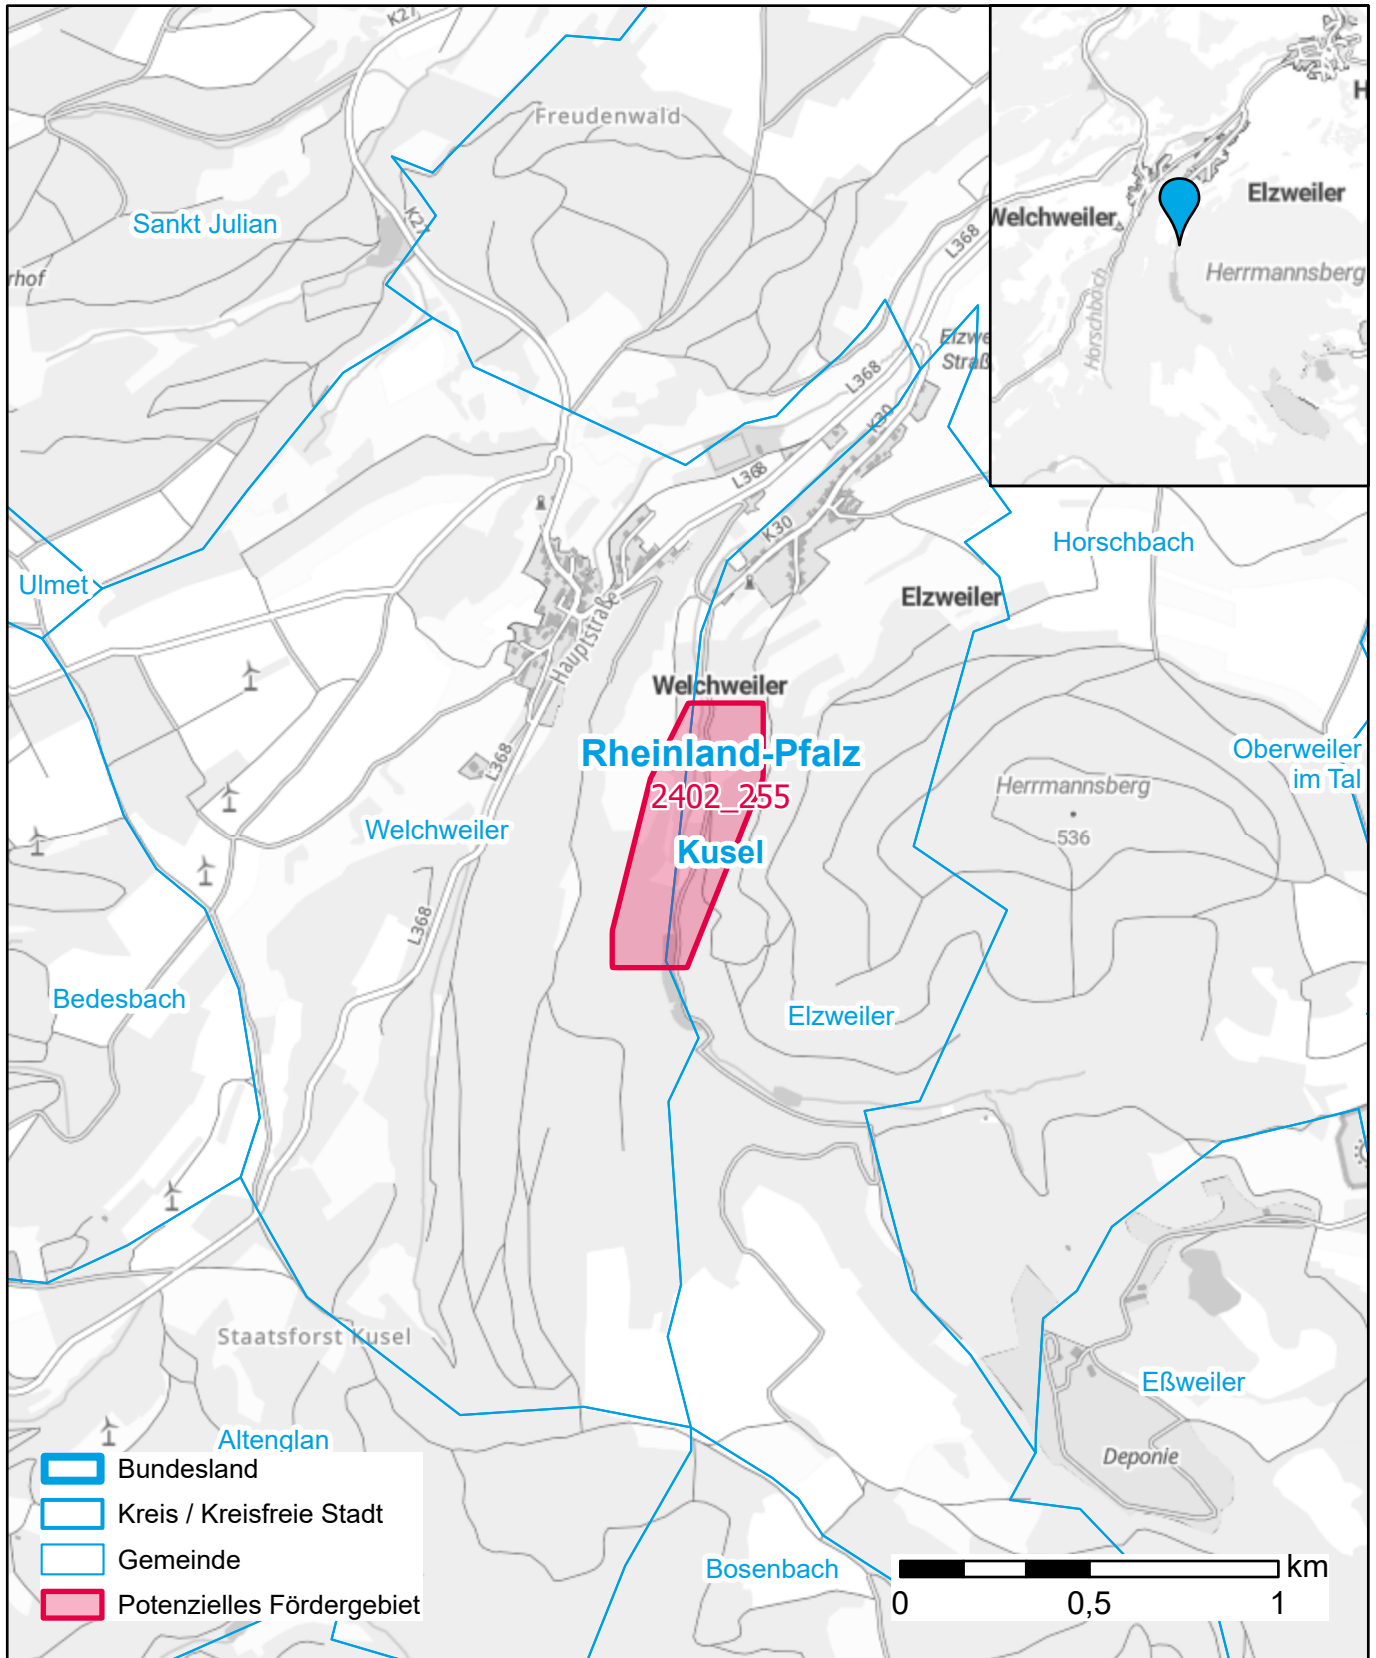 K27
Freudenwald
Sankt Julian
K27
rhof
L368
Elzwe
Straß
L368
K30
L368
K30
H
Elzweiler
Welchweiler
Herrmannsberg
Horschbach
Horschbach
Ulmet
Elzweiler
Hauptstraße
Welchweiler
Rheinland-Pfalz
2402_255
Kusel
L368
Welchweiler
Oberweiler
im Tal
Herrmannsberg
536
L368
Bedesbach
Elzweiler
Staatsforst Kusel
Eßweiler
Altenglan
Deponie
Bosenbach
Bundesland
Kreis / Kreisfreie Stadt
Gemeinde
Potenzielles Fördergebiet
km
0
0,5
1